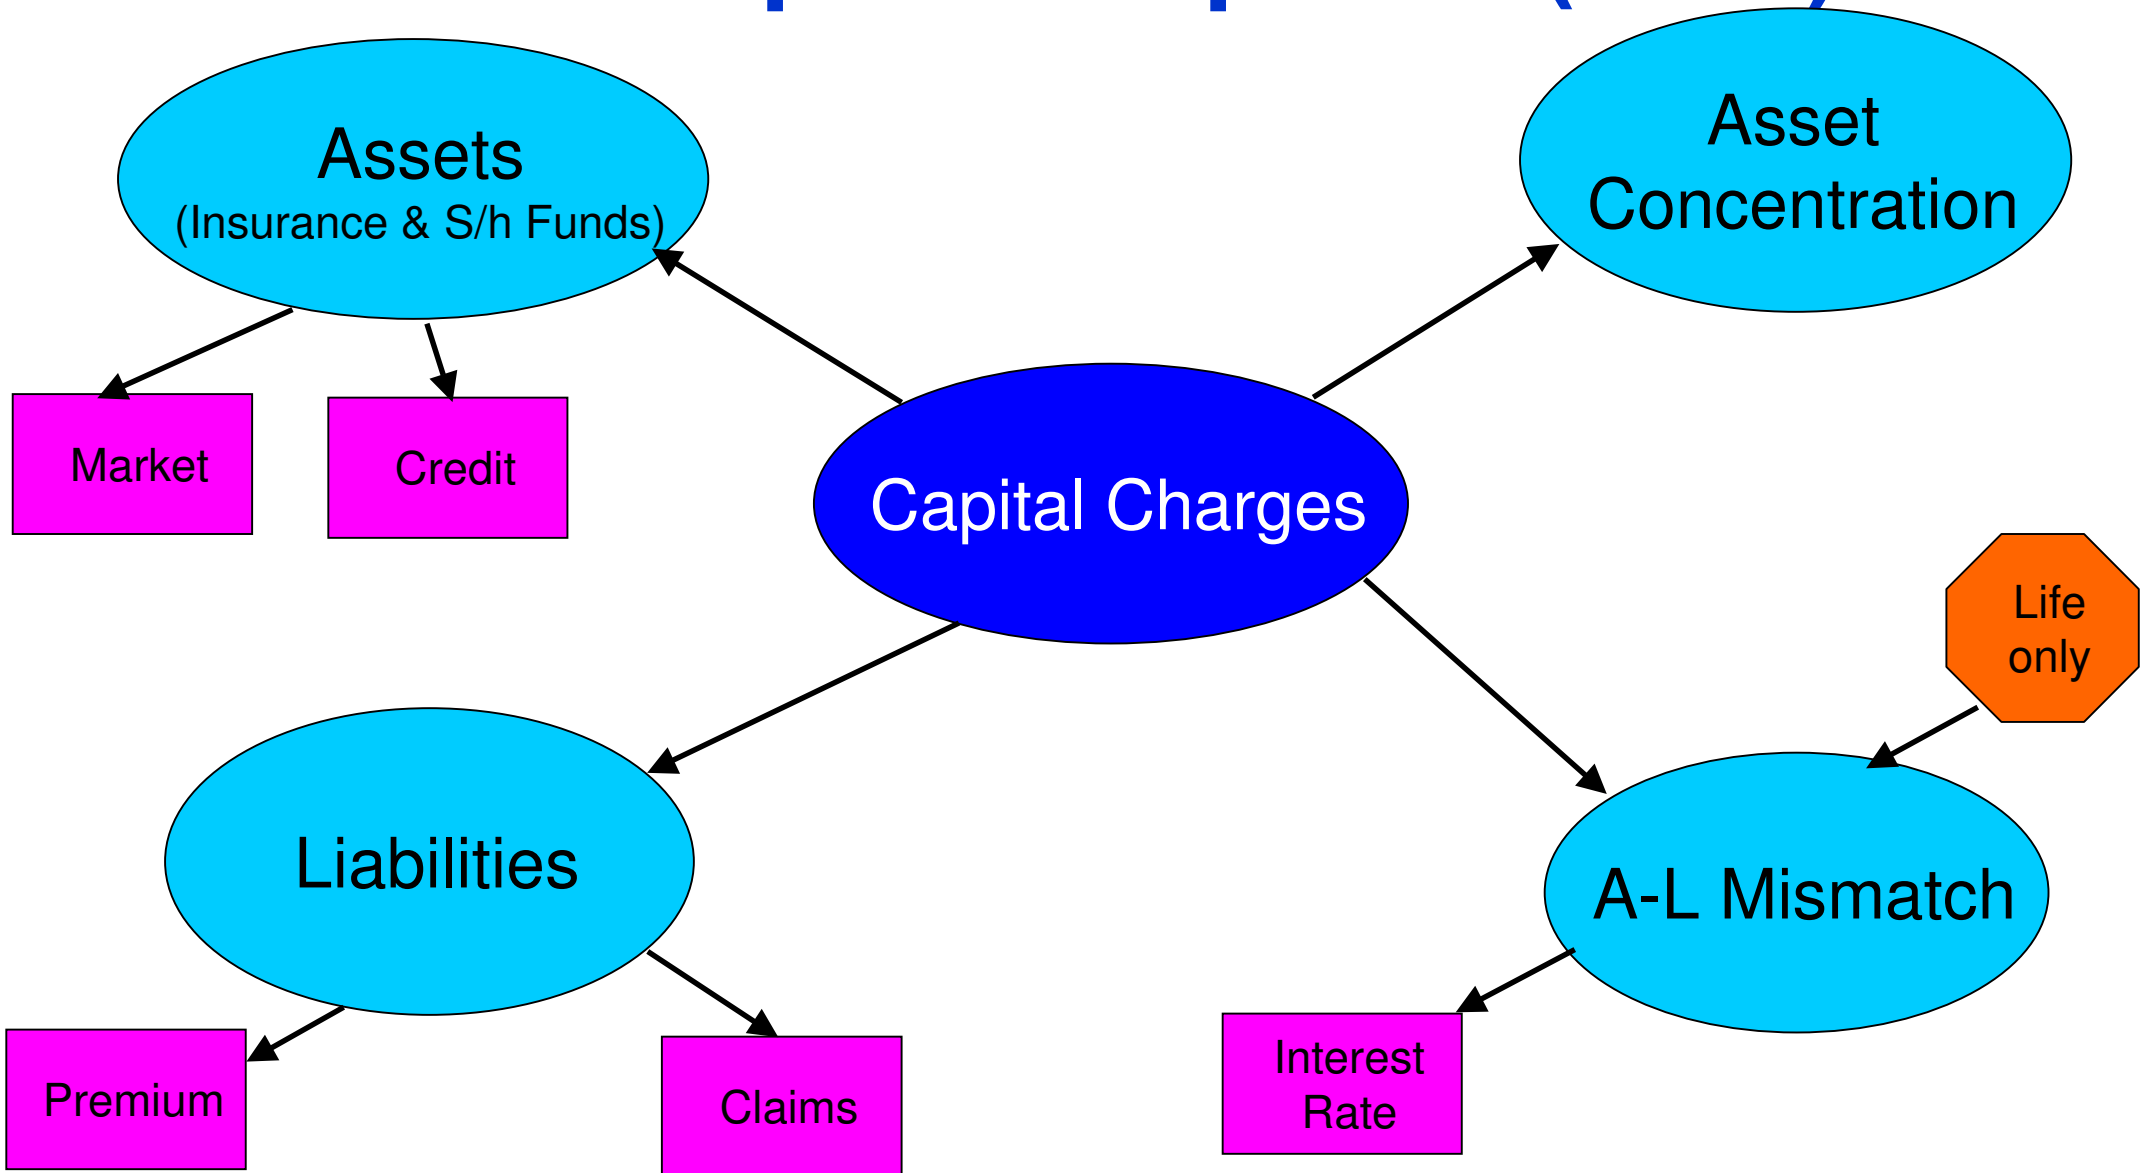 Assets
(Insurance & S/h Funds)
Asset
Concentration
Market
Credit
Capital Charges
Life
only
Liabilities
A-L Mismatch
Premium
Claims
Interest
Rate